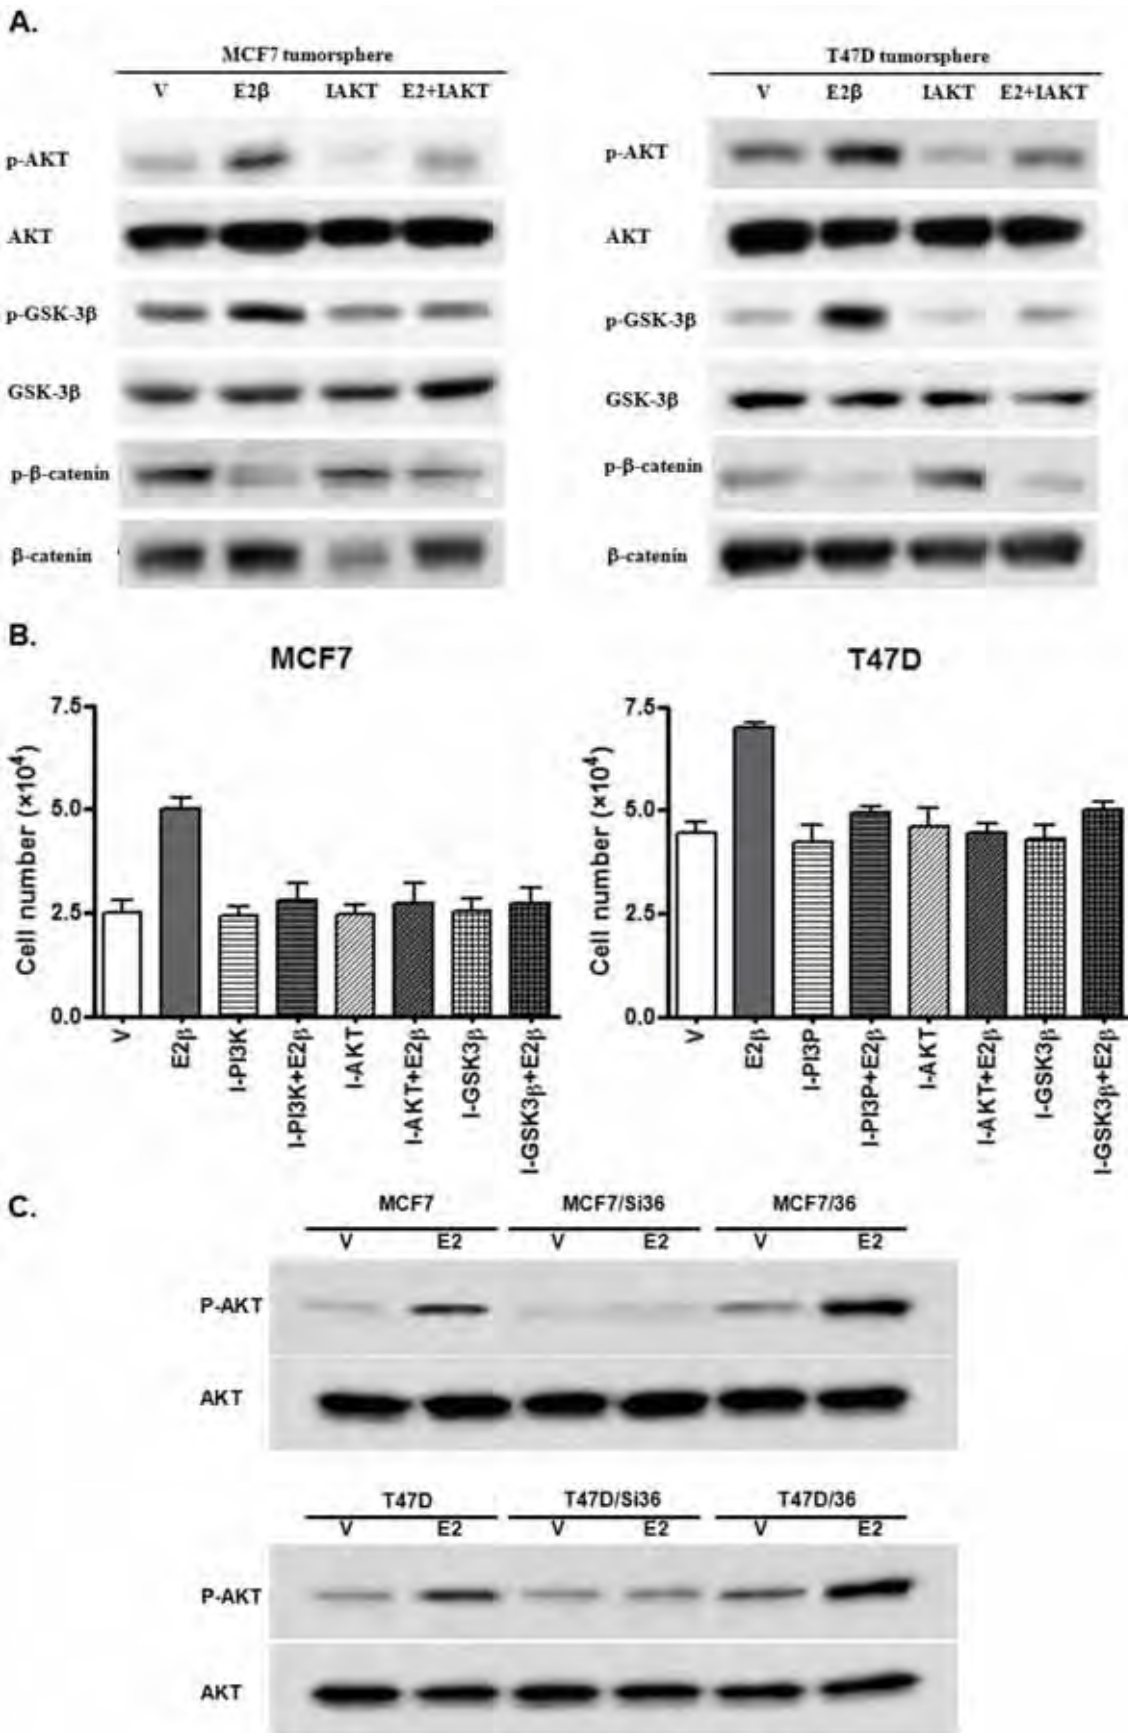 A.
MCF7 tumorsphere
V E2β IAKT E2+IAKT
p-AKT
AKT
p-GSK-3β
GSK-3β
p-β-catenin
β-catenin
T47D tumorsphere
V E2β IAKT E2+IAKT
p-AKT
AKT
p-GSK-3β
GSK-3β
p-β-catenin
β-catenin
B.
MCF7
Cell number (×10⁴)
7.5
5.0
2.5
0.0
V
E2β
I-PI3K
I-PI3K+E2β
I-AKT
I-AKT+E2β
I-GSK3β
I-GSK3β+E2β
T47D
Cell number (×10⁴)
7.5
5.0
2.5
0.0
V
E2β
I-PI3P
I-PI3P+E2β
I-AKT
I-AKT+E2β
I-GSK3β
I-GSK3β+E2β
C.
MCF7 MCF7/Si36 MCF7/36
V E2 V E2 V E2
P-AKT
AKT
T47D T47D/Si36 T47D/36
V E2 V E2 V E2
P-AKT
AKT